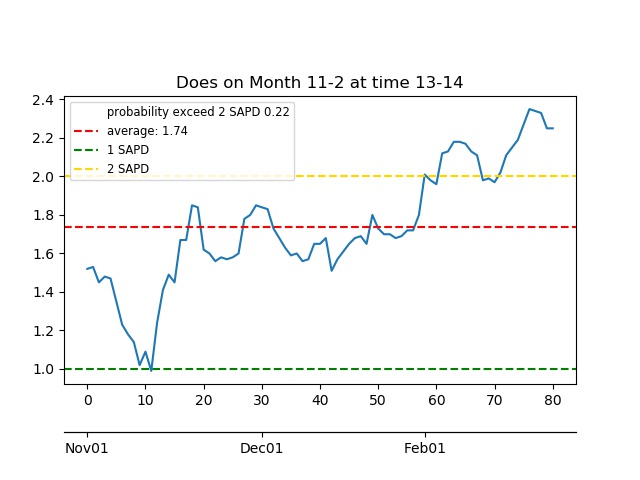 Does on Month 11-2 at time 13-14
probability exceed 2 SAPD 0.22
average: 1.74
1 SAPD
2 SAPD
2.4
2.2
2.0
1.8
1.6
1.4
1.2
1.0
0 10 20 30 40 50 60 70 80
Nov01 Dec01 Feb01